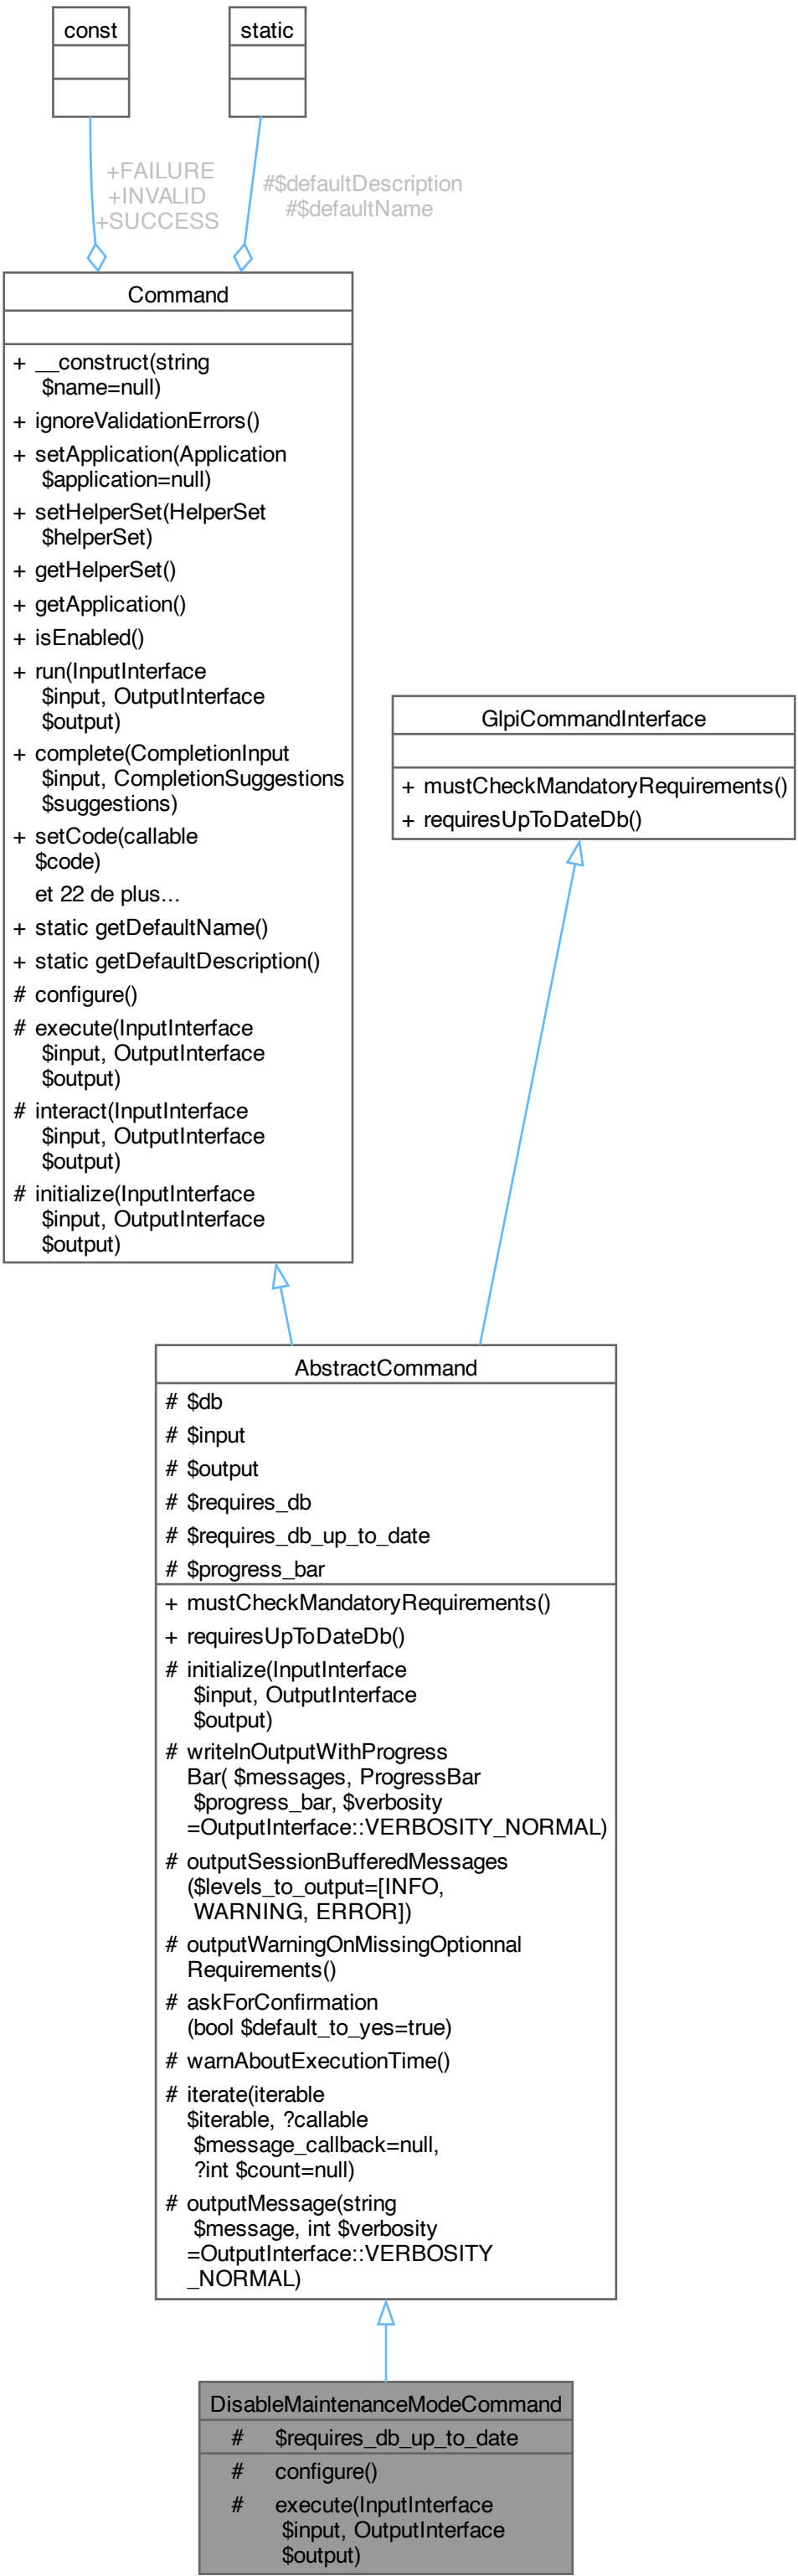 const
static
+FAILURE
+INVALID
+SUCCESS
#$defaultDescription
#$defaultName
Command
+ __construct(string
$name=null)
+ ignoreValidationErrors()
+ setApplication(Application
$application=null)
+ setHelperSet(HelperSet
$helperSet)
+ getHelperSet()
+ getApplication()
+ isEnabled()
+ run(InputInterface
$input, OutputInterface
$output)
+ complete(CompletionInput
$input, CompletionSuggestions
$suggestions)
+ setCode(callable
$code)
et 22 de plus...
+ static getDefaultName()
+ static getDefaultDescription()
# configure()
# execute(InputInterface
$input, OutputInterface
$output)
# interact(InputInterface
$input, OutputInterface
$output)
# initialize(InputInterface
$input, OutputInterface
$output)
GlpiCommandInterface
+ mustCheckMandatoryRequirements()
+ requiresUpToDateDb()
AbstractCommand
# $db
# $input
# $output
# $requires_db
# $requires_db_up_to_date
# $progress_bar
+ mustCheckMandatoryRequirements()
+ requiresUpToDateDb()
# initialize(InputInterface
$input, OutputInterface
$output)
# writelnOutputWithProgress
Bar( $messages, ProgressBar
$progress_bar, $verbosity
=OutputInterface::VERBOSITY_NORMAL)
# outputSessionBufferedMessages
($levels_to_output=[INFO,
WARNING, ERROR])
# outputWarningOnMissingOptionnal
Requirements()
# askForConfirmation
(bool $default_to_yes=true)
# warnAboutExecutionTime()
# iterate(iterable
$iterable, ?callable
$message_callback=null,
?int $count=null)
# outputMessage(string
$message, int $verbosity
=OutputInterface::VERBOSITY
_NORMAL)
DisableMaintenanceModeCommand
# $requires_db_up_to_date
# configure()
# execute(InputInterface
$input, OutputInterface
$output)